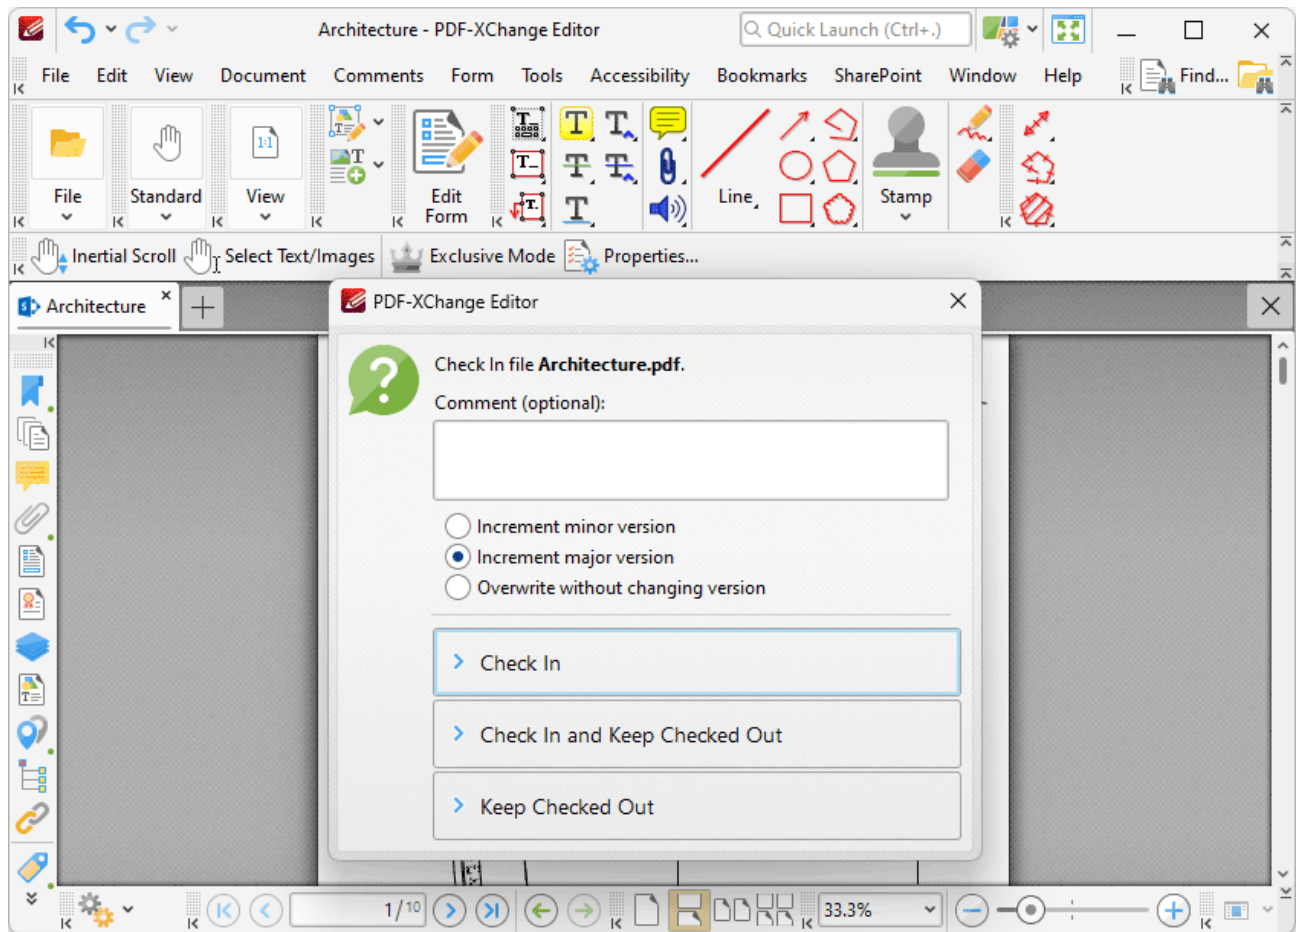 Architecture - PDF-XChange Editor
Quick Launch (Ctrl+.)
File Edit View Document Comments Form Tools Accessibility Bookmarks SharePoint Window Help Find...
1:1
File Standard View Edit Form Line Stamp
Inertial Scroll Select Text/Images Exclusive Mode Properties...
Architecture
PDF-XChange Editor
Check In file Architecture.pdf.
Comment (optional):
Increment minor version
Increment major version
Overwrite without changing version
Check In
Check In and Keep Checked Out
Keep Checked Out
1/10 33.3%